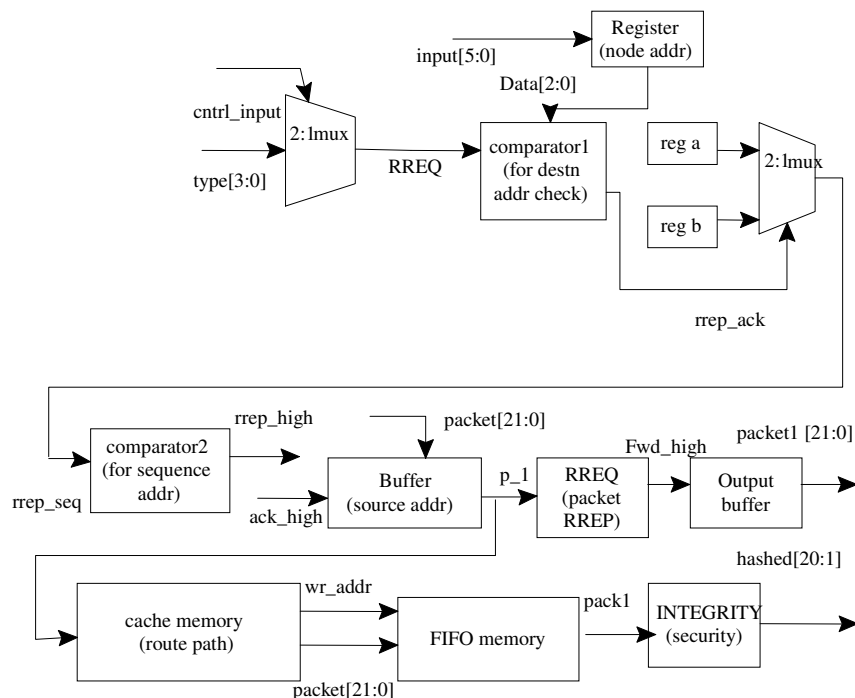 Register
(node addr)
input[5:0]
Data[2:0]
cntrl_input
2:1mux
type[3:0]
RREQ
comparator1
(for destn
addr check)
reg a
reg b
2:1mux
rrep_ack
rrep_high
comparator2
(for sequence
addr)
rrep_seq
packet[21:0]
ack_high
Buffer
(source addr)
p_1
RREQ
(packet
RREP)
Fwd_high
packet1 [21:0]
Output
buffer
hashed[20:1]
cache memory
(route path)
wr_addr
packet[21:0]
FIFO memory
pack1
INTEGRITY
(security)